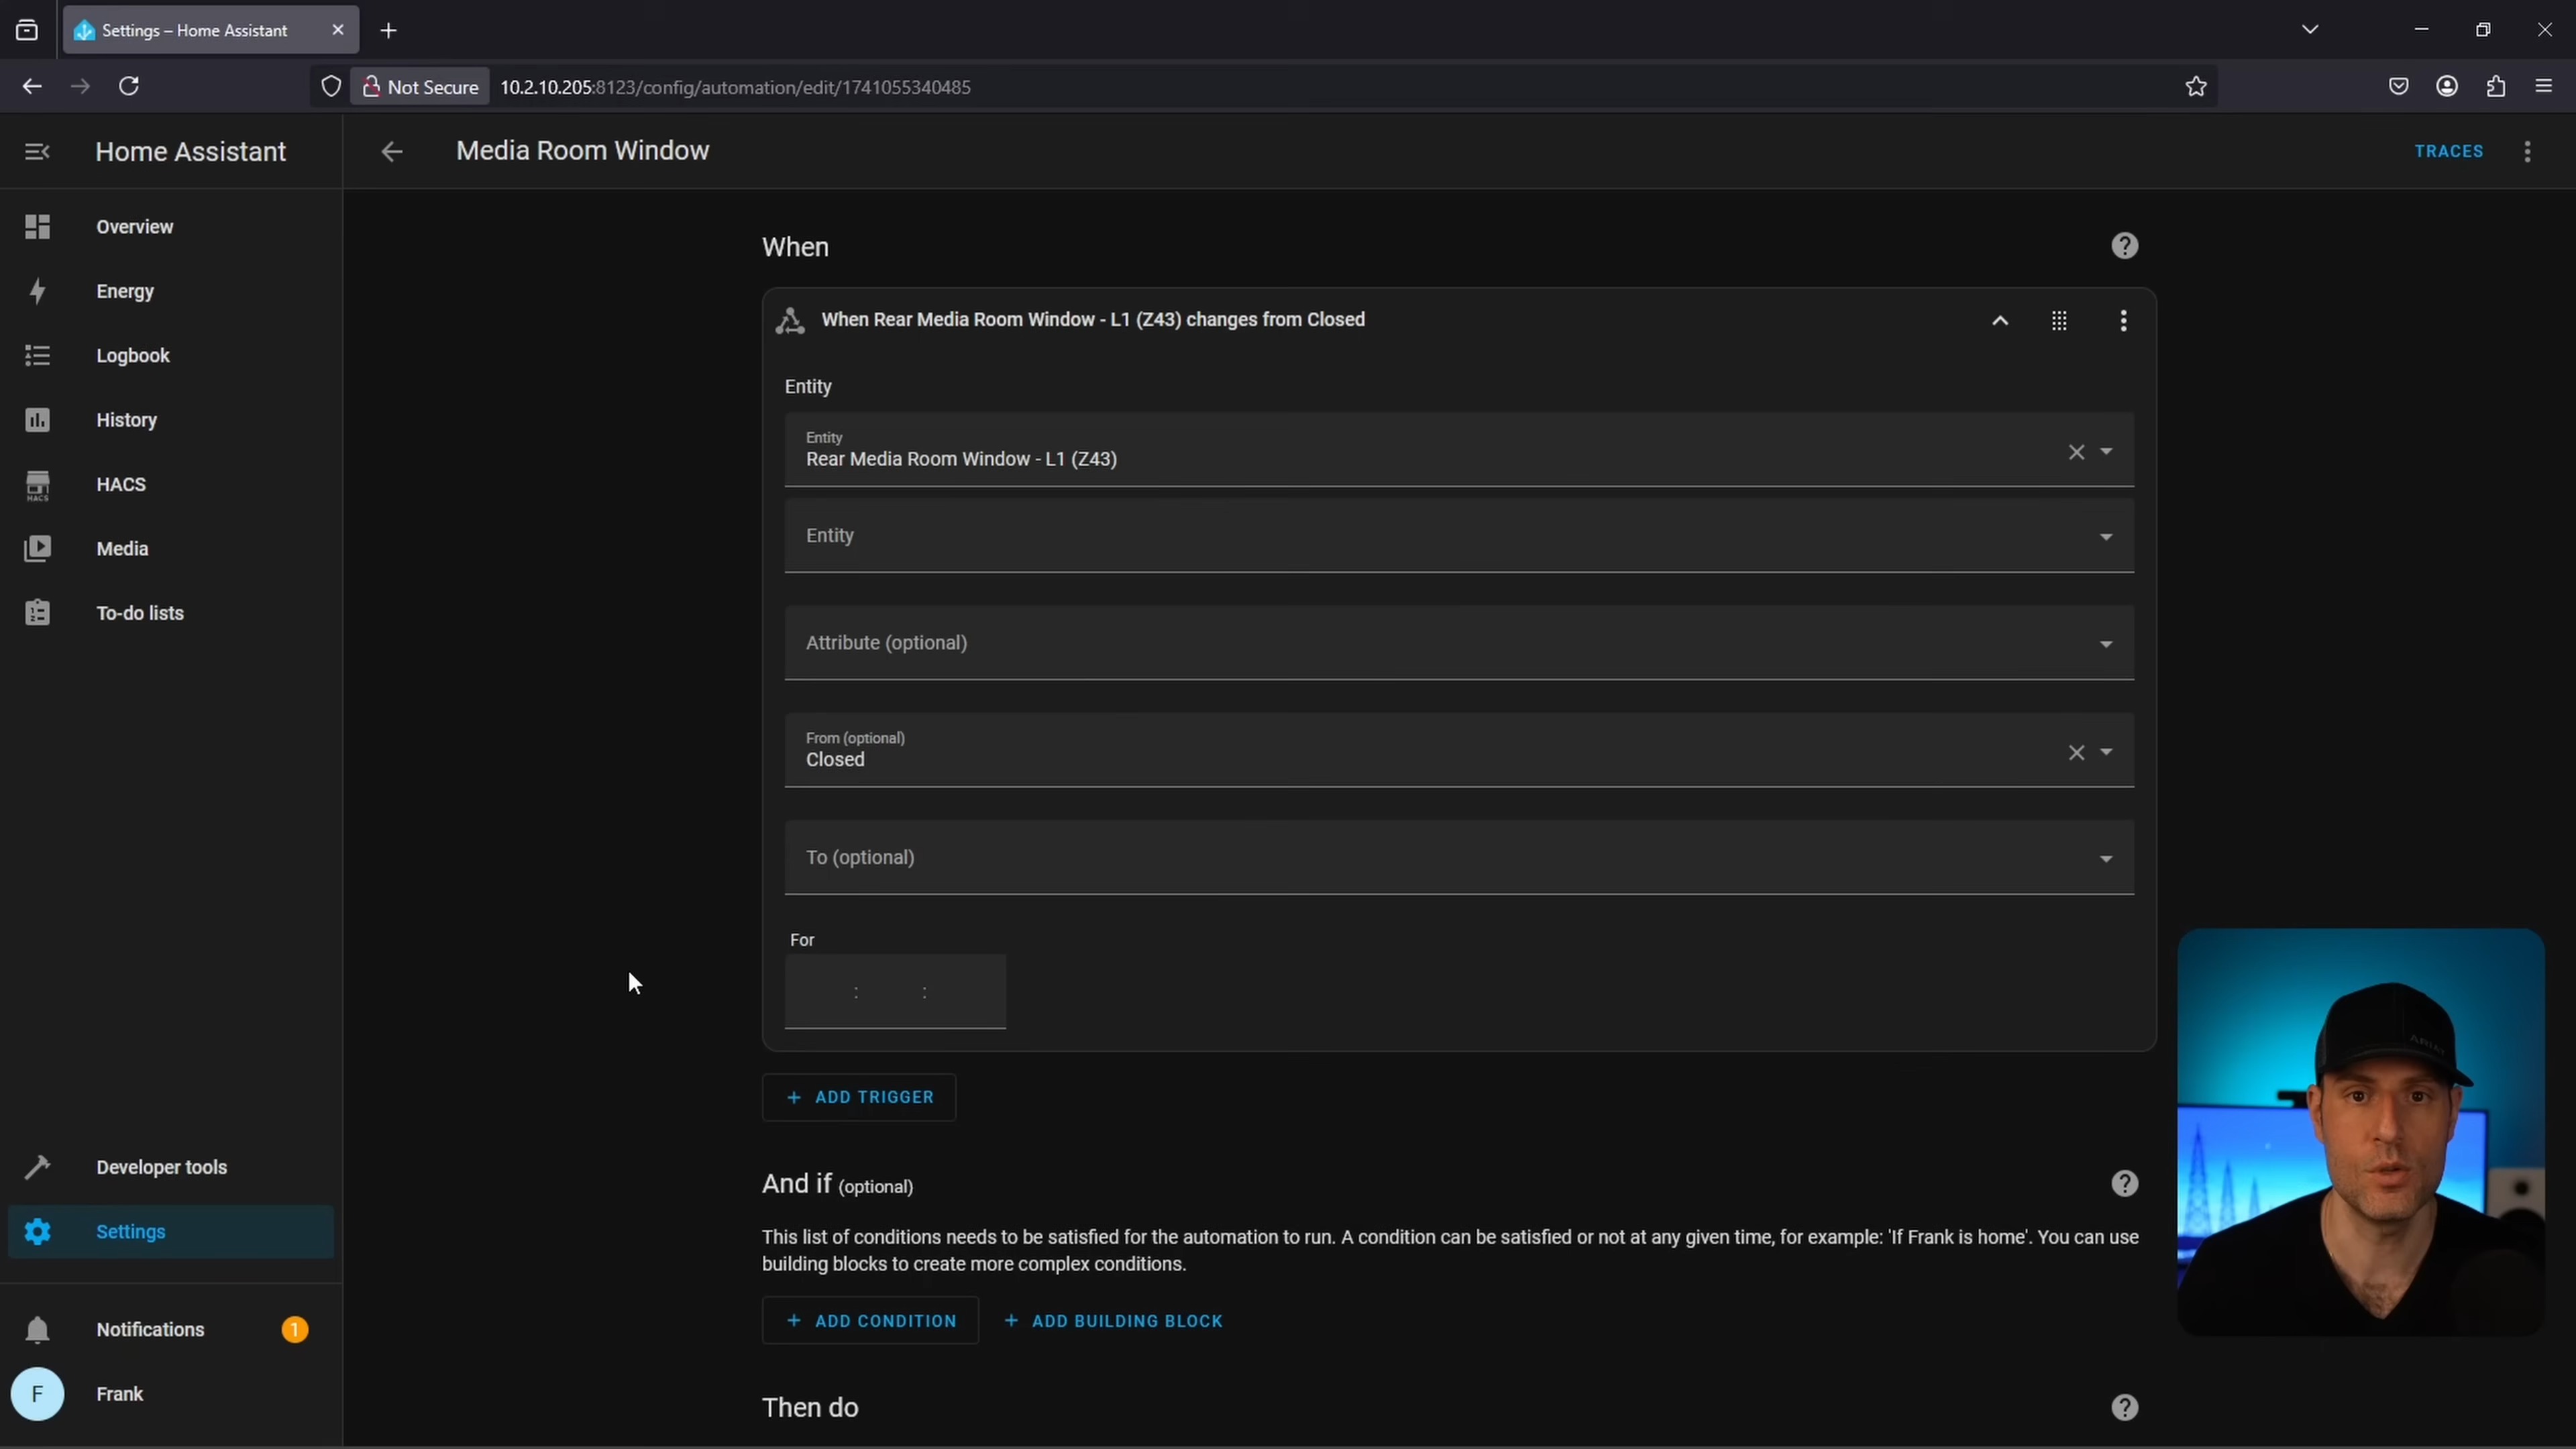 Settings – Home Assistant
Not Secure
10.2.10.205:8123/config/automation/edit/1741055340485
Home Assistant
Media Room Window
TRACES
Overview
Energy
Logbook
History
HACS
HACS
Media
To-do lists
Developer tools
Settings
Notifications
1
F
Frank
When
When Rear Media Room Window - L1 (Z43) changes from Closed
Entity
Entity
Rear Media Room Window - L1 (Z43)
Entity
Attribute (optional)
From (optional)
Closed
To (optional)
For
: :
+ ADD TRIGGER
And if (optional)
This list of conditions needs to be satisfied for the automation to run. A condition can be satisfied or not at any given time, for example: 'If Frank is home'. You can use
building blocks to create more complex conditions.
+ ADD CONDITION
+ ADD BUILDING BLOCK
Then do
ARIAT